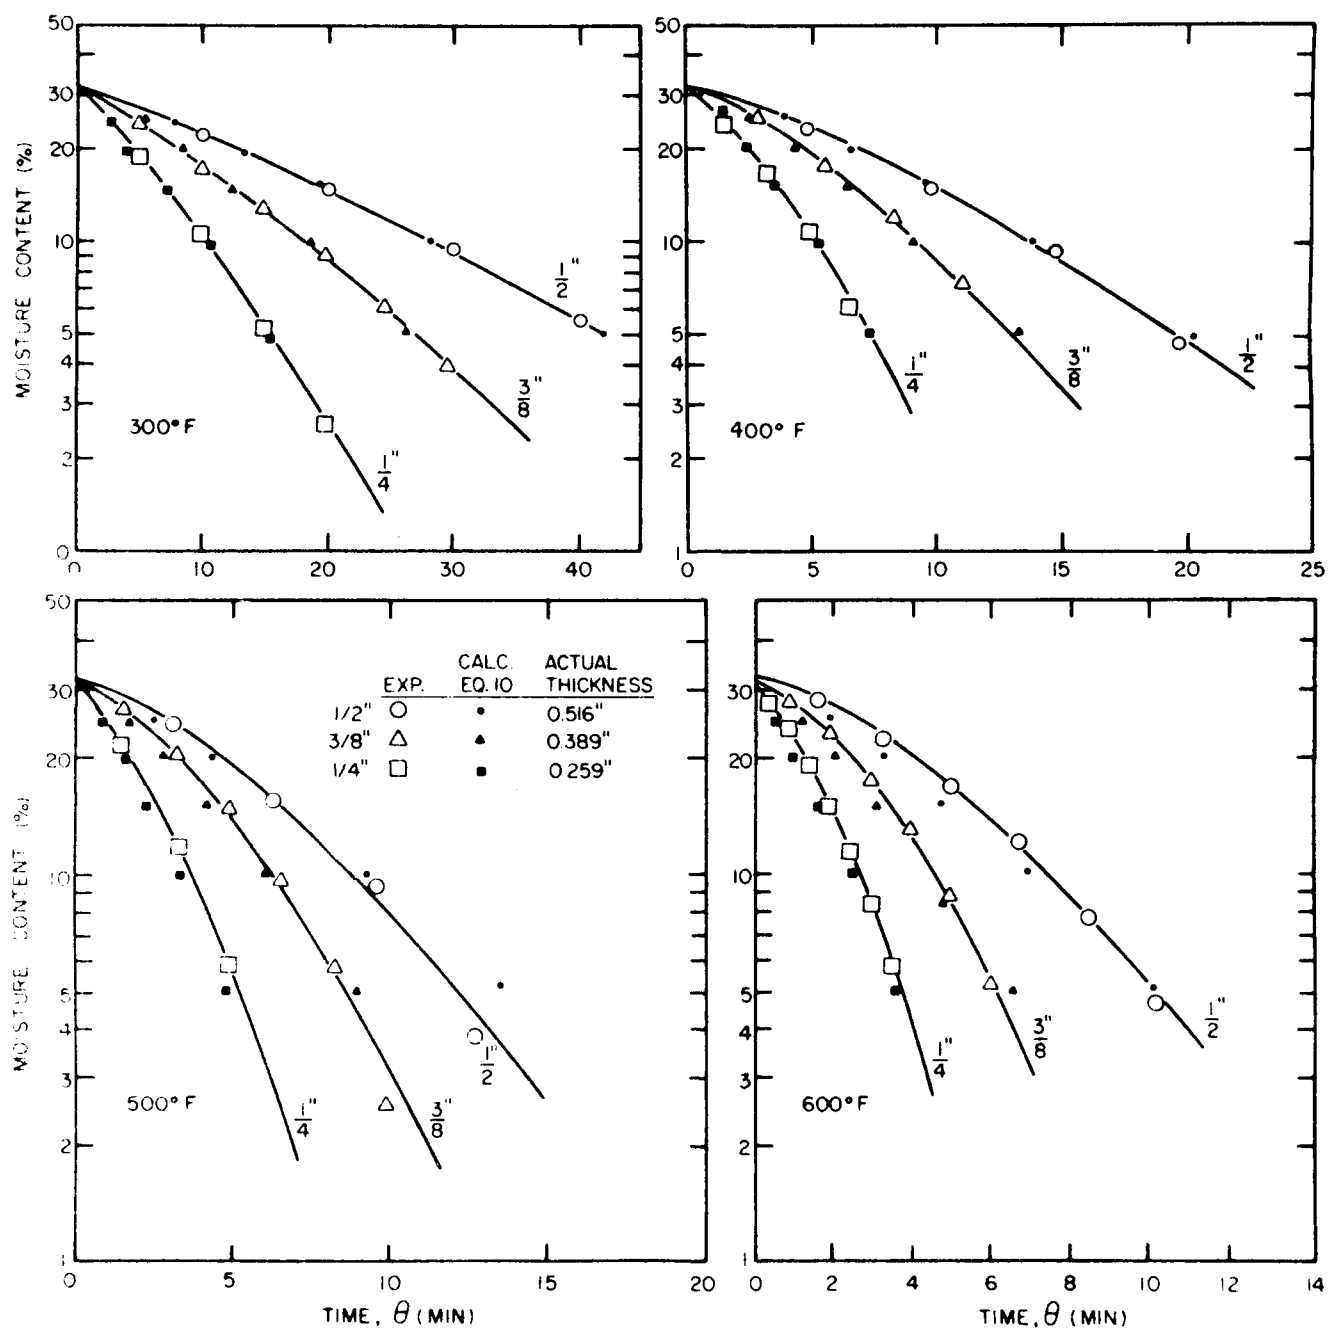 50
30
20
10
5
4
3
2
0
MOISTURE CONTENT (%)
300° F
1/2"
3/8"
1/4"
0 10 20 30 40
50
30
20
10
5
4
3
2
1
400° F
1/2"
3/8"
1/4"
5 10 15 20 25
50
30
20
10
5
4
3
2
1
MOISTURE CONTENT (%)
CALC. ACTUAL
EXP. EQ. 10 THICKNESS
1/2" ○ • 0.516"
3/8" △ ▲ 0.389"
1/4" □ ■ 0.259"
500° F
1/4"
3/8"
1/2"
0 5 10 15 20
TIME, θ (MIN)
30
20
10
5
4
3
2
1
600° F
1/4"
3/8"
1/2"
0 2 4 6 8 10 12 14
TIME, θ (MIN)